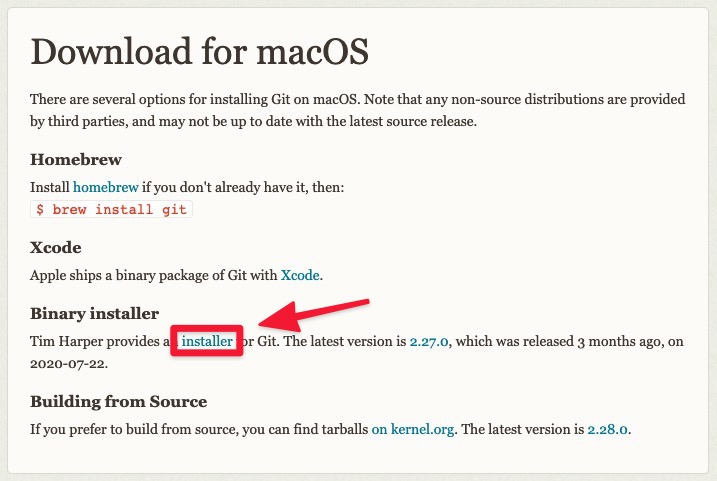 Download for macOS
There are several options for installing Git on macOS. Note that any non-source distributions are provided
by third parties, and may not be up to date with the latest source release.
Homebrew
Install homebrew if you don't already have it, then:
$ brew install git
Xcode
Apple ships a binary package of Git with Xcode.
Binary installer
Tim Harper provides an installer for Git. The latest version is 2.27.0, which was released 3 months ago, on
2020-07-22.
Building from Source
If you prefer to build from source, you can find tarballs on kernel.org. The latest version is 2.28.0.